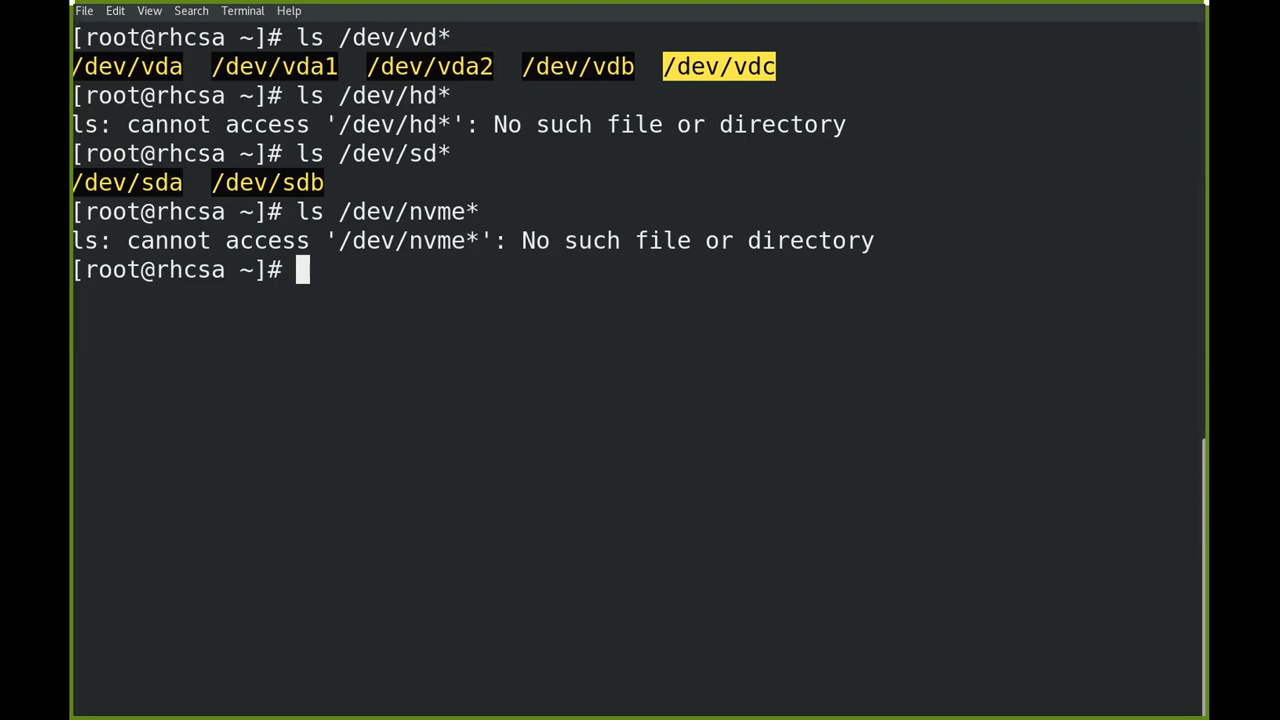 File Edit View Search Terminal Help
[root@rhcsa ~]# ls /dev/vd*
/dev/vda  /dev/vda1  /dev/vda2  /dev/vdb  /dev/vdc
[root@rhcsa ~]# ls /dev/hd*
ls: cannot access '/dev/hd*': No such file or directory
[root@rhcsa ~]# ls /dev/sd*
/dev/sda  /dev/sdb
[root@rhcsa ~]# ls /dev/nvme*
ls: cannot access '/dev/nvme*': No such file or directory
[root@rhcsa ~]#